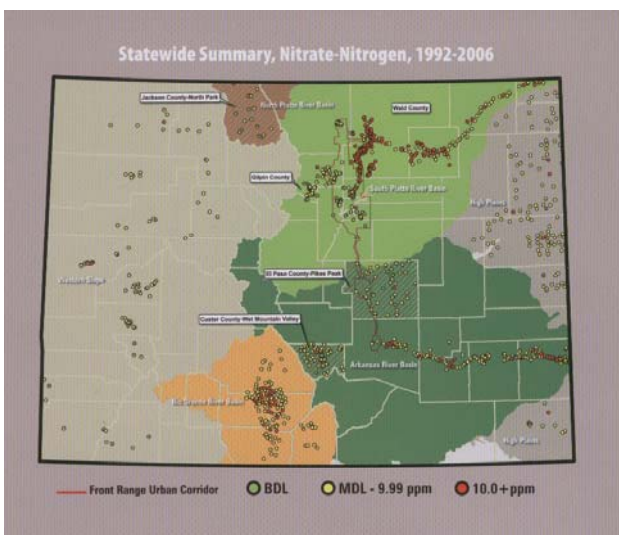 Statewide Summary, Nitrate-Nitrogen, 1992-2006
Jackson County-North Park
North Platte River Basin
Weld County
Gilpin County
South Platte River Basin
High Plains
Western Slope
El Paso County-Pikes Peak
Custer County-Wet Mountain Valley
Arkansas River Basin
Rio Grande River Basin
High Plains
Front Range Urban Corridor
BDL
MDL - 9.99 ppm
10.0+ppm